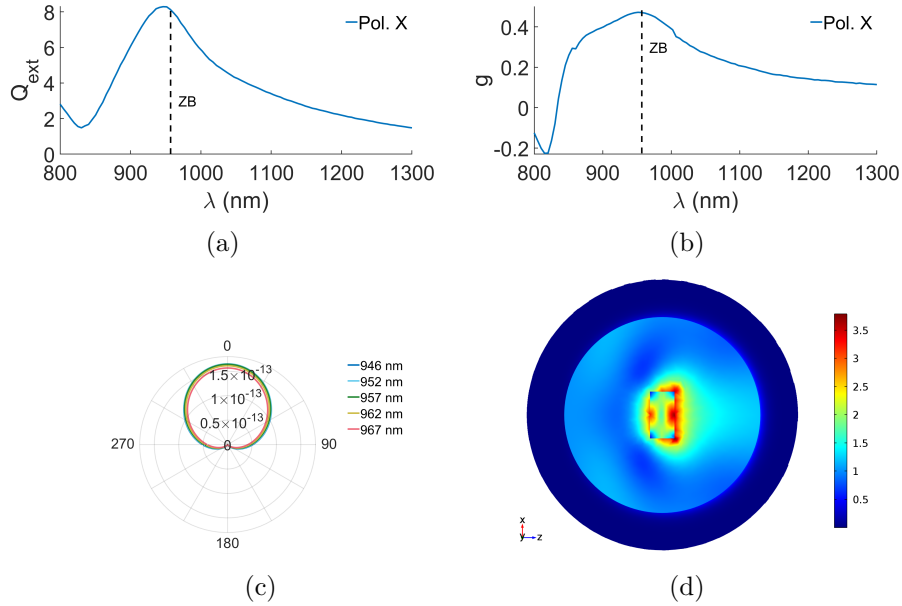 8
6
4
2
0
Q_ext
Pol. X
ZB
800 900 1000 1100 1200 1300
λ (nm)
(a)
0.4
0.2
0
-0.2
g
Pol. X
ZB
800 900 1000 1100 1200 1300
λ (nm)
(b)
0
1.5×10^-13
1×10^-13
0.5×10^-13
0
270
90
180
946 nm
952 nm
957 nm
962 nm
967 nm
(c)
3.5
3
2.5
2
1.5
1
0.5
x
y z
(d)